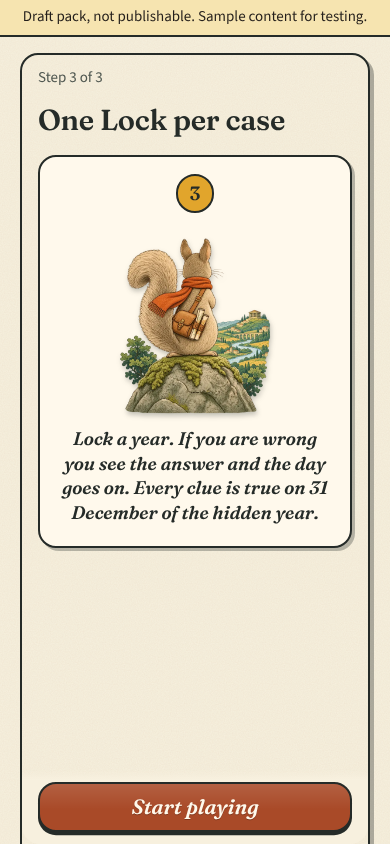 Draft pack, not publishable. Sample content for testing.
Step 3 of 3
One Lock per case
3
Lock a year. If you are wrong
you see the answer and the day
goes on. Every clue is true on 31
December of the hidden year.
Start playing